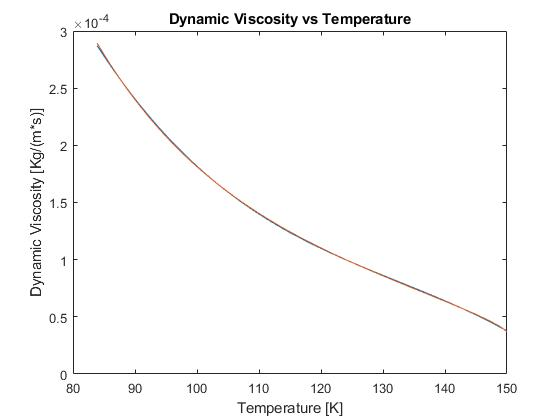 Dynamic Viscosity vs Temperature
×10-4
3
2.5
2
1.5
1
0.5
0
Dynamic Viscosity [Kg/(m*s)]
80 90 100 110 120 130 140 150
Temperature [K]